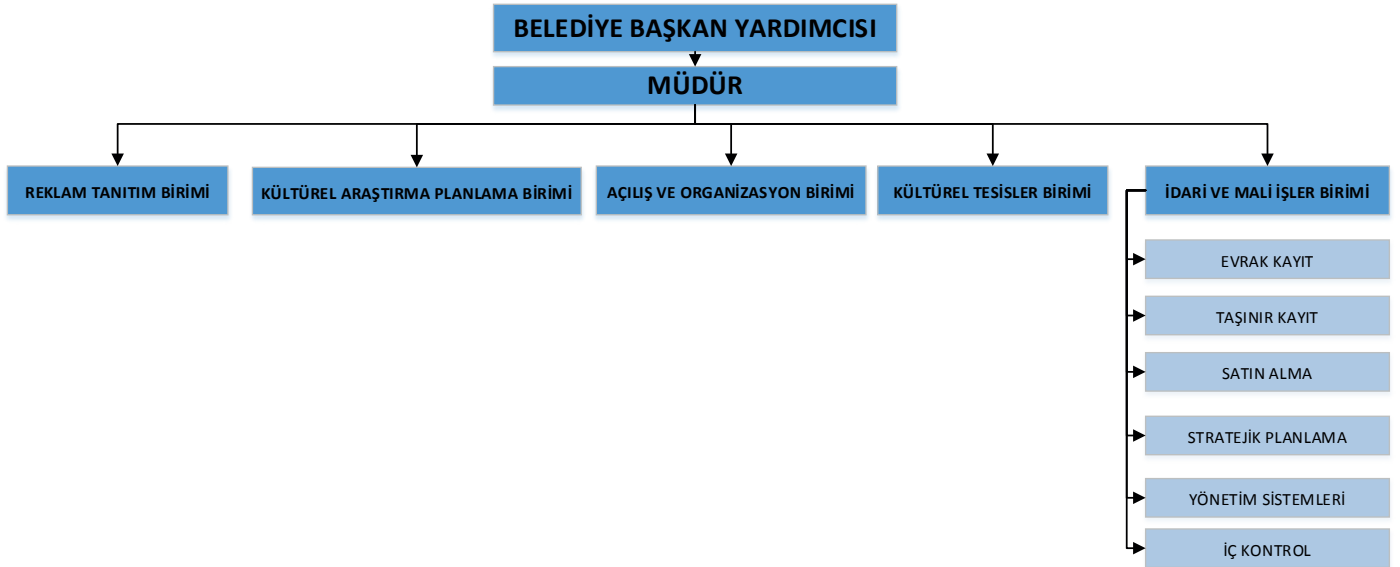 BELEDİYE BAŞKAN YARDIMCISI
MÜDÜR
REKLAM TANITIM BİRİMİ
KÜLTÜREL ARAŞTIRMA PLANLAMA BİRİMİ
AÇILIŞ VE ORGANİZASYON BİRİMİ
KÜLTÜREL TESİSLER BİRİMİ
İDARİ VE MALİ İŞLER BİRİMİ
EVRAK KAYIT
TAŞINIR KAYIT
SATIN ALMA
STRATEJİK PLANLAMA
YÖNETİM SİSTEMLERİ
İÇ KONTROL